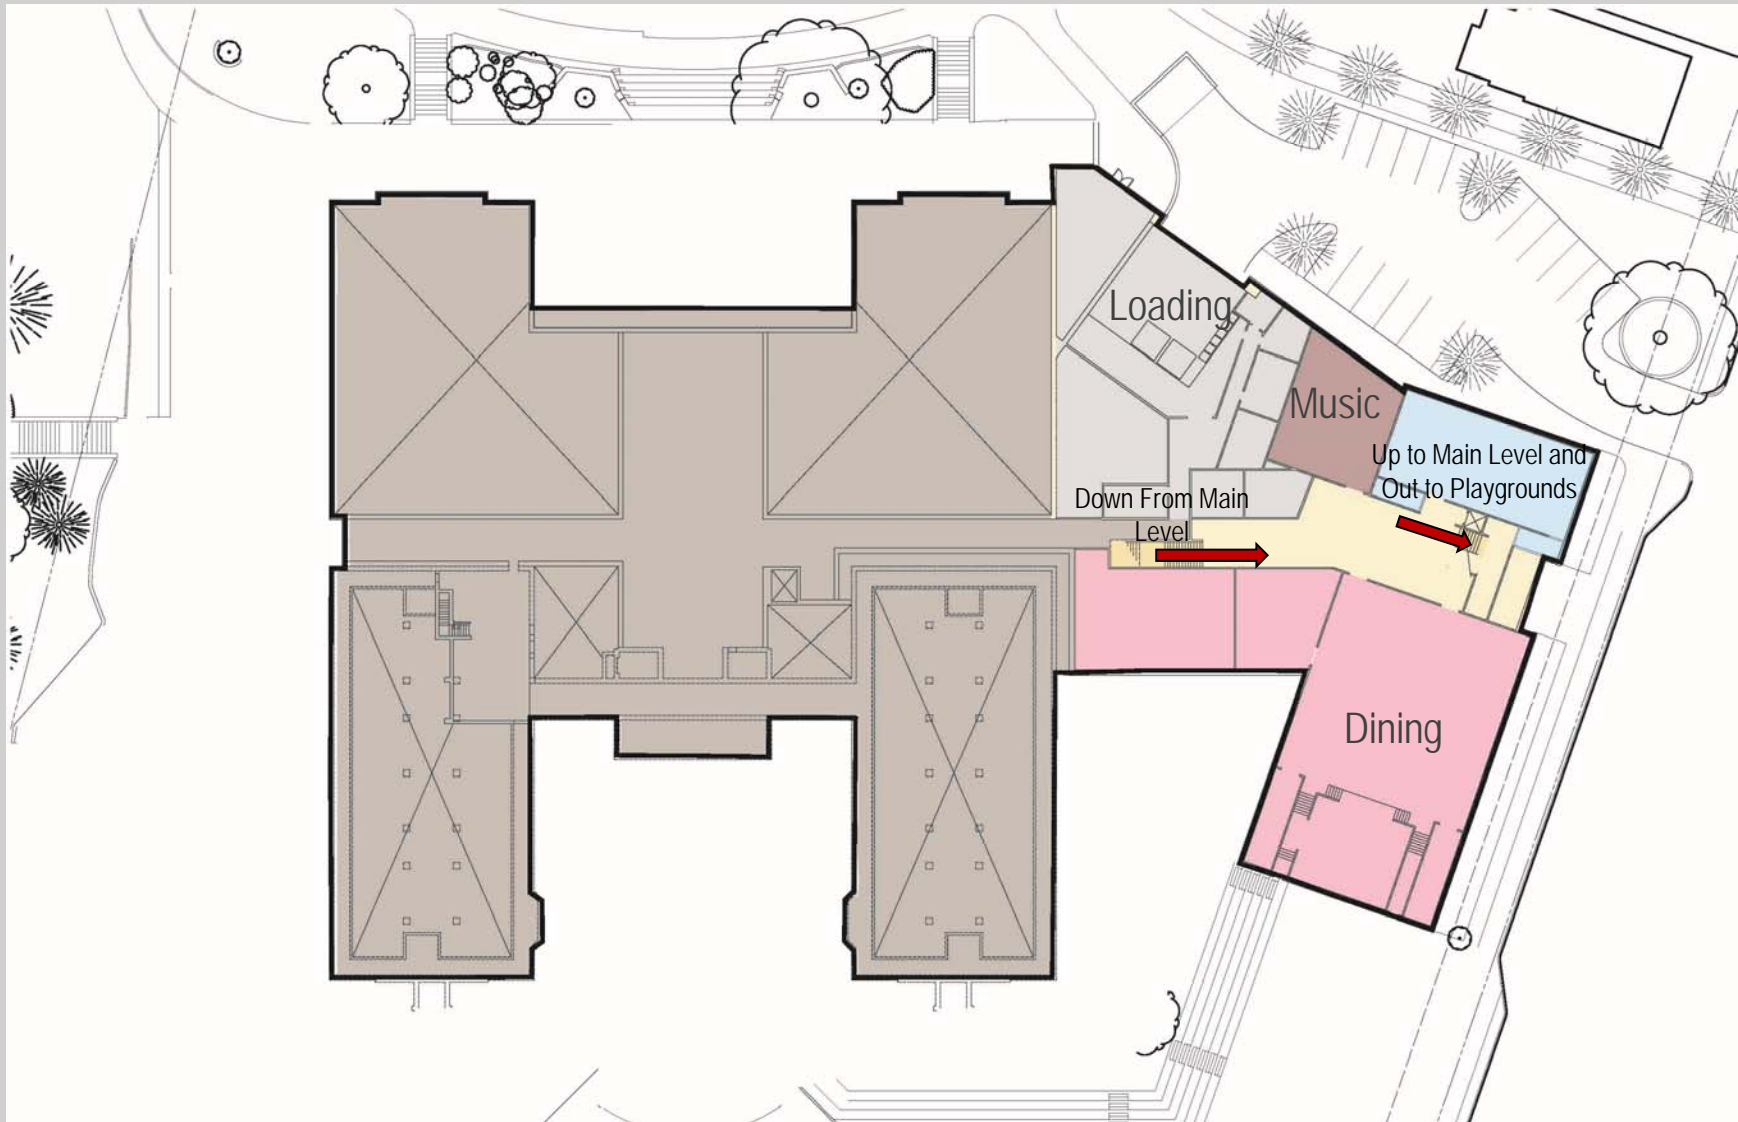 Loading
Music
Up to Main Level and
Out to Playgrounds
Down From Main
Level
Dining